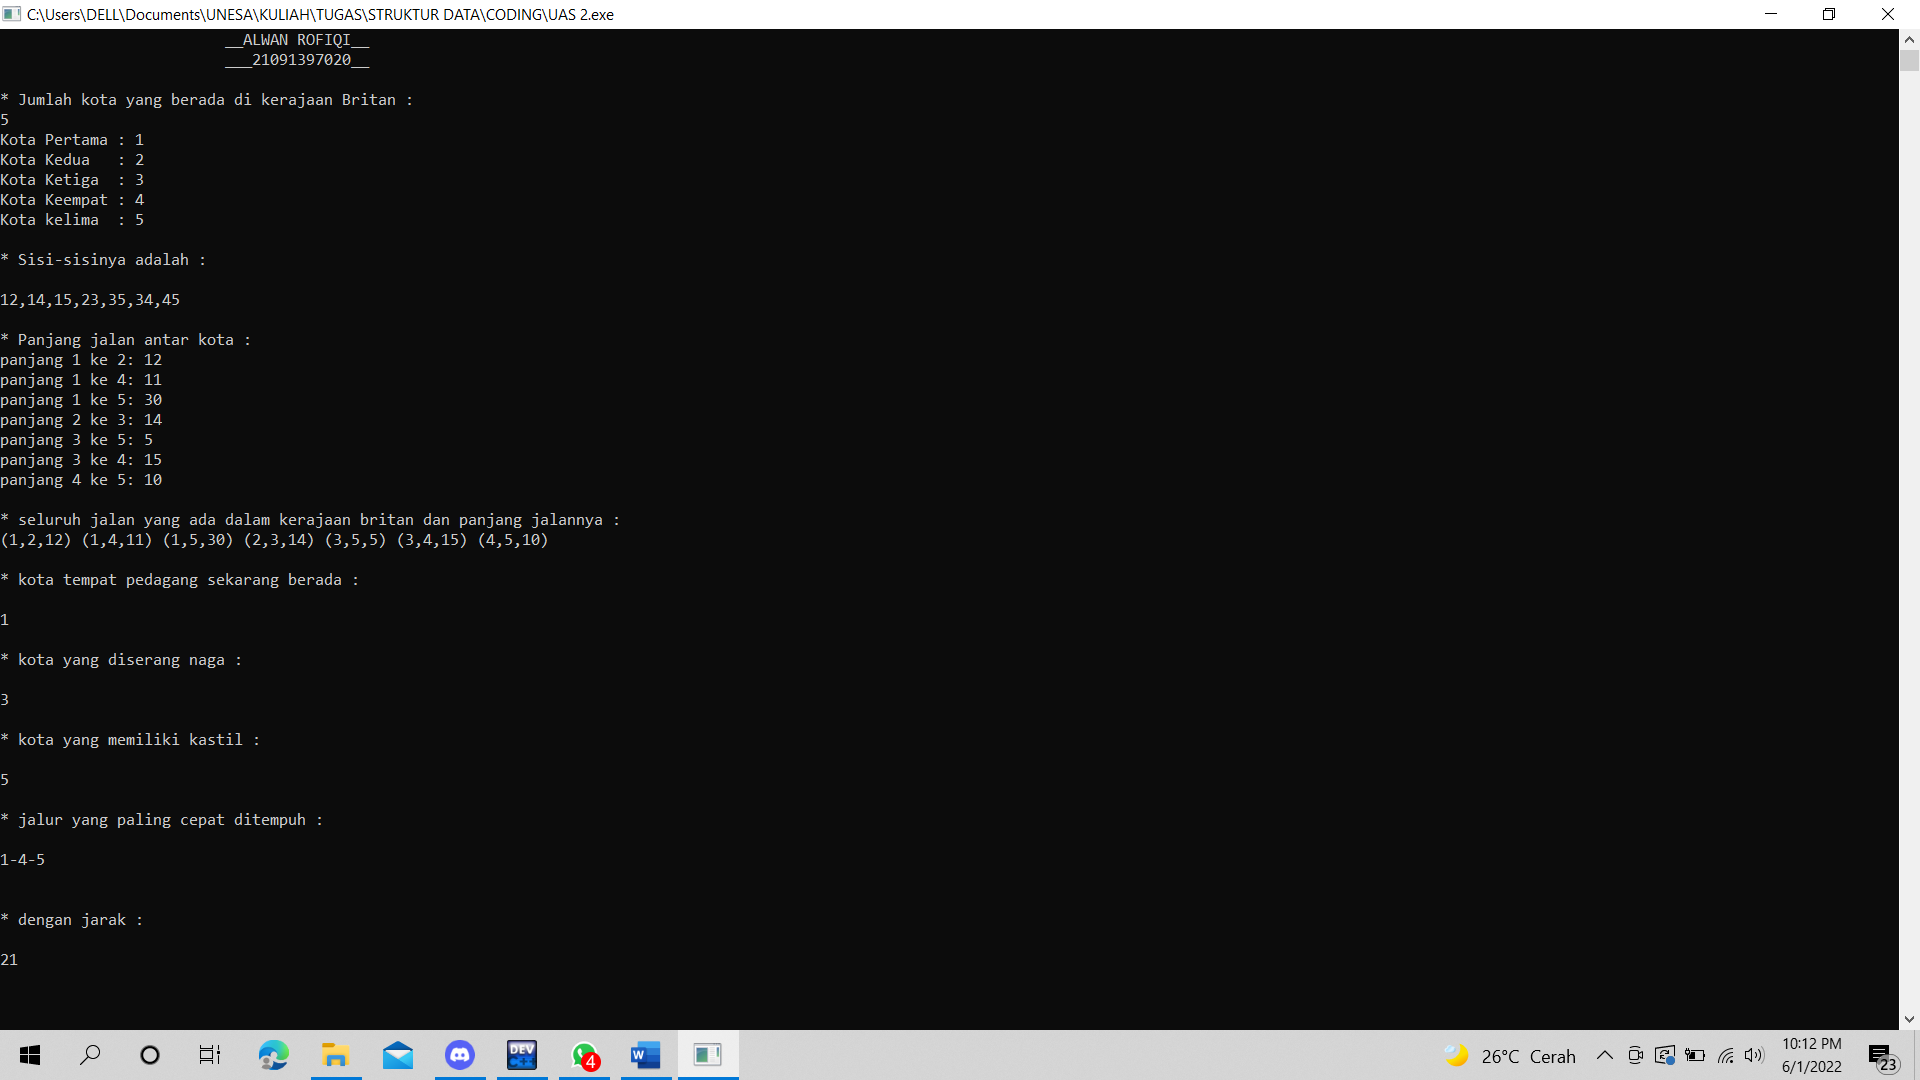 C:\Users\DELL\Documents\UNESA\KULIAH\TUGAS\STRUKTUR DATA\CODING\UAS 2.exe
__ALWAN ROFIQI__
___21091397020__
* Jumlah kota yang berada di kerajaan Britan :
5
Kota Pertama : 1
Kota Kedua   : 2
Kota Ketiga  : 3
Kota Keempat : 4
Kota kelima  : 5
* Sisi-sisinya adalah :
12,14,15,23,35,34,45
* Panjang jalan antar kota :
panjang 1 ke 2: 12
panjang 1 ke 4: 11
panjang 1 ke 5: 30
panjang 2 ke 3: 14
panjang 3 ke 5: 5
panjang 3 ke 4: 15
panjang 4 ke 5: 10
* seluruh jalan yang ada dalam kerajaan britan dan panjang jalannya :
(1,2,12) (1,4,11) (1,5,30) (2,3,14) (3,5,5) (3,4,15) (4,5,10)
* kota tempat pedagang sekarang berada :
1
* kota yang diserang naga :
3
* kota yang memiliki kastil :
5
* jalur yang paling cepat ditempuh :
1-4-5
* dengan jarak :
21
DEV C++
4
W
26°C Cerah
10:12 PM
6/1/2022
23